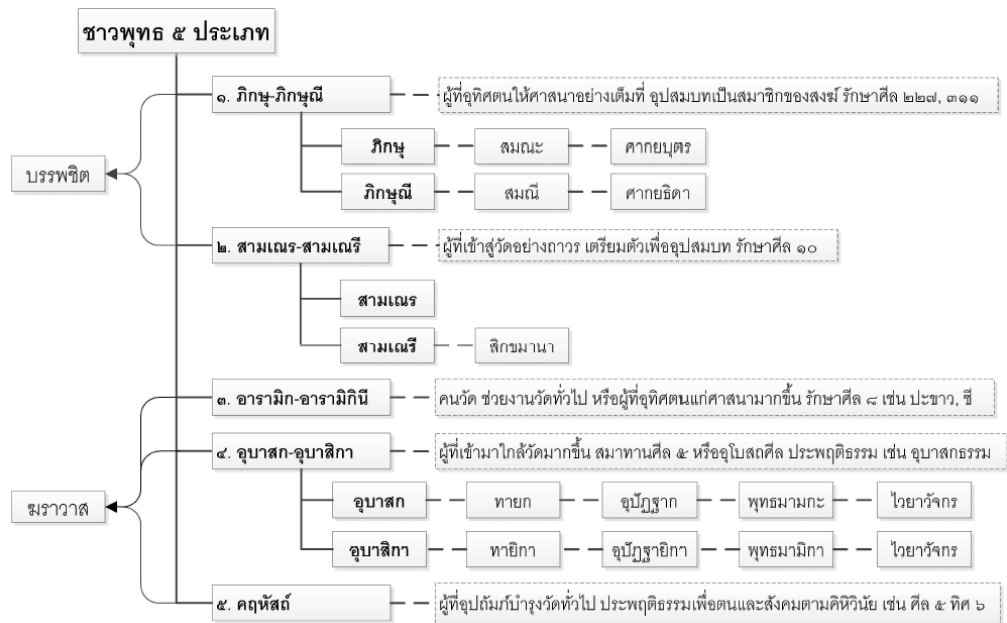 ชาวพุทธ ๕ ประเภท
๑. ภิกษุ-ภิกษุณี ผู้ที่อุทิศตนให้ศาสนาอย่างเต็มที่ อุปสมบทเป็นสมาชิกของสงฆ์ รักษาศีล ๒๒๗, ๓๑๑
ภิกษุ สมณะ ศากยบุตร
บรรพชิต
ภิกษุณี สมณี ศากยธิดา
๒. สามเณร-สามเณรี ผู้ที่เข้าสู่วัดอย่างถาวร เตรียมตัวเพื่ออุปสมบท รักษาศีล ๑๐
สามเณร
สามเณรี สิกขมานา
๓. อารามิก-อารามิกินี คนวัด ช่วยงานวัดทั่วไป หรือผู้ที่อุทิศตนแก่ศาสนามากขึ้น รักษาศีล ๘ เช่น ปะขาว, ชี
๔. อุบาสก-อุบาสิกา ผู้ที่เข้ามาใกล้วัดมากขึ้น สมาทานศีล ๕ หรืออุโบสถศีล ประพฤติธรรม เช่น อุบาสกธรรม
อุบาสก ทายก อุปัฏฐาก พุทธมามกะ ไวยาวัจกร
ฆราวาส
อุบาสิกา ทายิกา อุปัฏฐายิกา พุทธมามิกา ไวยาวัจกร
๕. คฤหัสถ์ ผู้ที่อุปถัมภ์บำรุงวัดทั่วไป ประพฤติธรรมเพื่อตนและสังคมตามคิหิวินัย เช่น ศีล ๕ ทิศ ๖